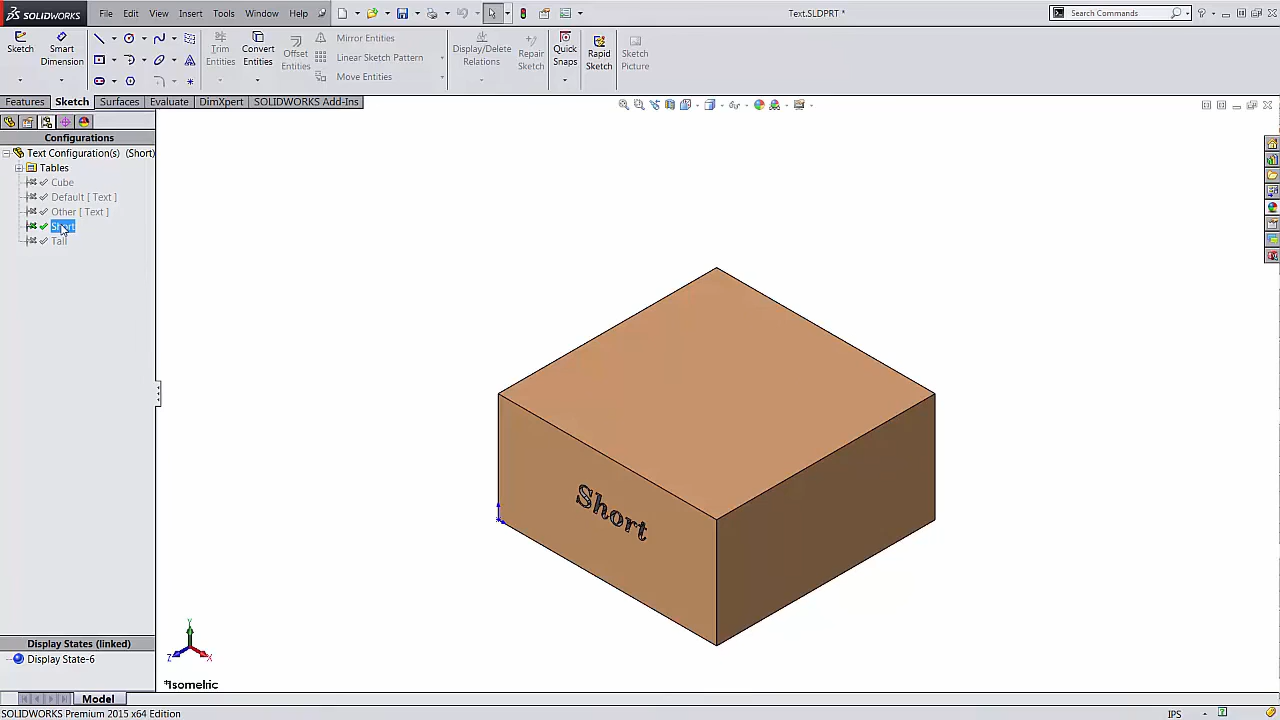 SOLIDWORKS File Edit View Insert Tools Window Help Text.SLDPRT * Search Commands
Sketch Smart Dimension Trim Entities Convert Entities Offset Entities Mirror Entities Linear Sketch Pattern Move Entities Display/Delete Relations Repair Sketch Quick Snaps Rapid Sketch Sketch Picture
Features Sketch Surfaces Evaluate DimXpert SOLIDWORKS Add-Ins
Configurations
Text Configuration(s) (Short)
Tables
Cube
Default [ Text ]
Other [ Text ]
Short
Tall
Short
Display States (linked)
Display State-6
Y
Z X
*Isometric
Model
SOLIDWORKS Premium 2015 x64 Edition IPS